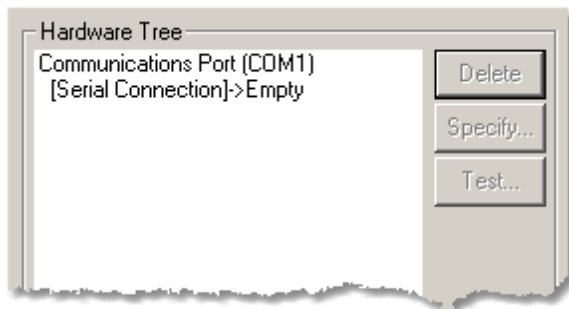 Hardware Tree
Communications Port (COM1)
[Serial Connection]->Empty
Delete
Specify...
Test...